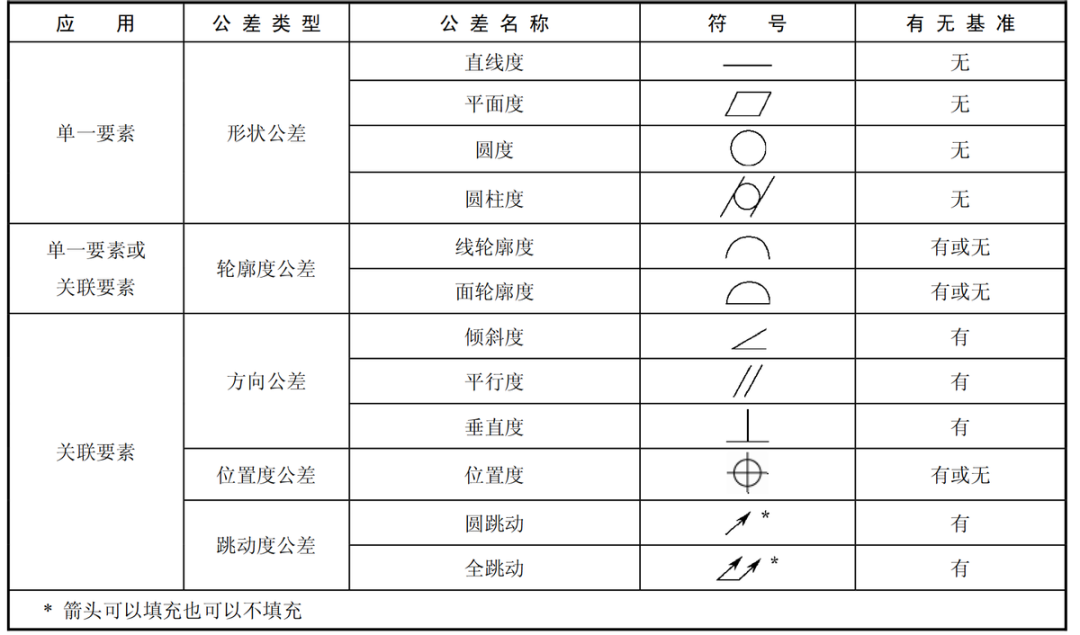 应用 公差类型 公差名称 符号 有无基准
单一要素 形状公差 直线度 无
平面度 无
圆度 无
圆柱度 无
单一要素或
关联要素 轮廓度公差 线轮廓度 有或无
面轮廓度 有或无
关联要素 方向公差 倾斜度 有
平行度 有
垂直度 有
位置度公差 位置度 有或无
跳动度公差 圆跳动 * 有
全跳动 * 有
* 箭头可以填充也可以不填充